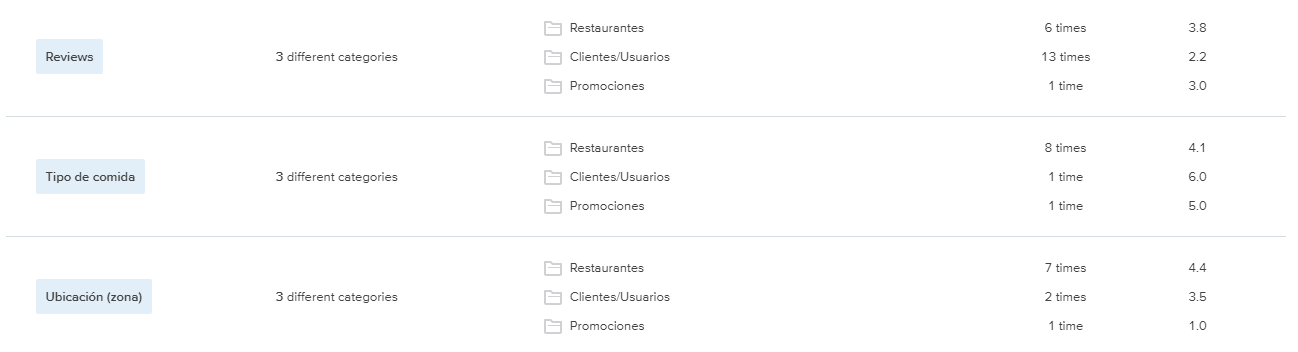 Restaurantes 6 times 3.8
Reviews 3 different categories Clientes/Usuarios 13 times 2.2
Promociones 1 time 3.0
Restaurantes 8 times 4.1
Tipo de comida 3 different categories Clientes/Usuarios 1 time 6.0
Promociones 1 time 5.0
Restaurantes 7 times 4.4
Ubicación (zona) 3 different categories Clientes/Usuarios 2 times 3.5
Promociones 1 time 1.0